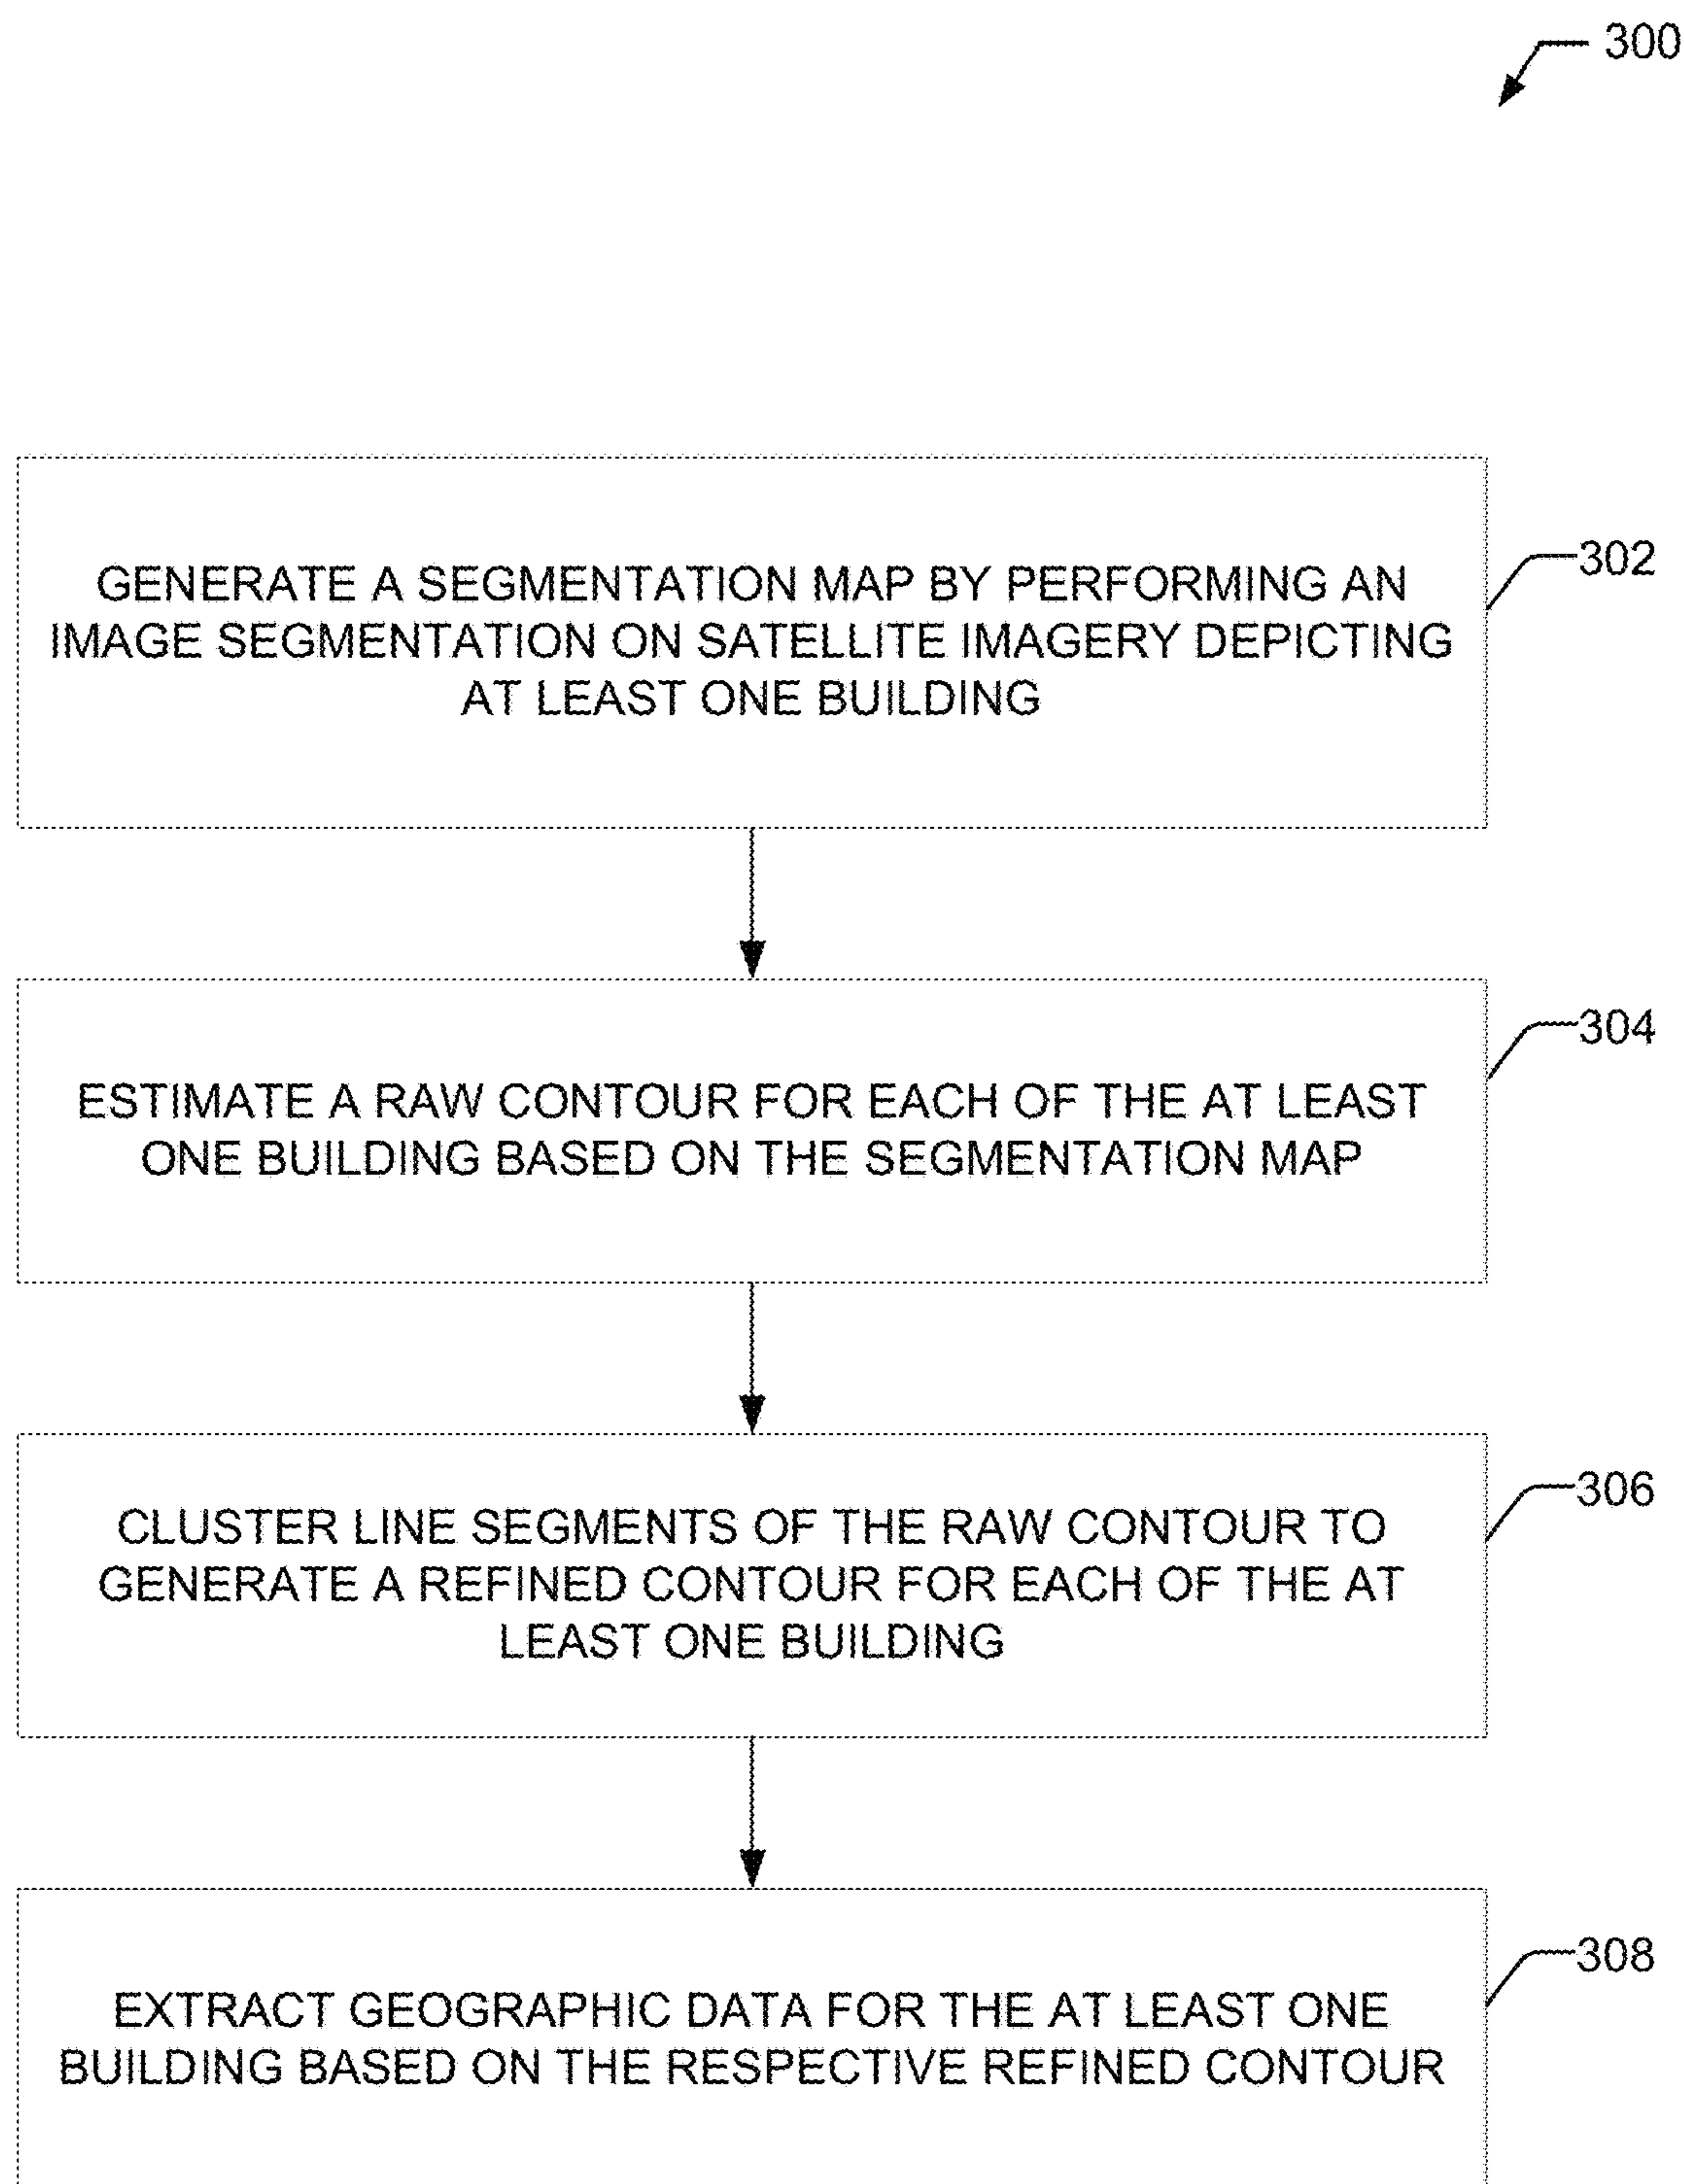 300
GENERATE A SEGMENTATION MAP BY PERFORMING AN
IMAGE SEGMENTATION ON SATELLITE IMAGERY DEPICTING
AT LEAST ONE BUILDING
302
ESTIMATE A RAW CONTOUR FOR EACH OF THE AT LEAST
ONE BUILDING BASED ON THE SEGMENTATION MAP
304
CLUSTER LINE SEGMENTS OF THE RAW CONTOUR TO
GENERATE A REFINED CONTOUR FOR EACH OF THE AT
LEAST ONE BUILDING
306
EXTRACT GEOGRAPHIC DATA FOR THE AT LEAST ONE
BUILDING BASED ON THE RESPECTIVE REFINED CONTOUR
308